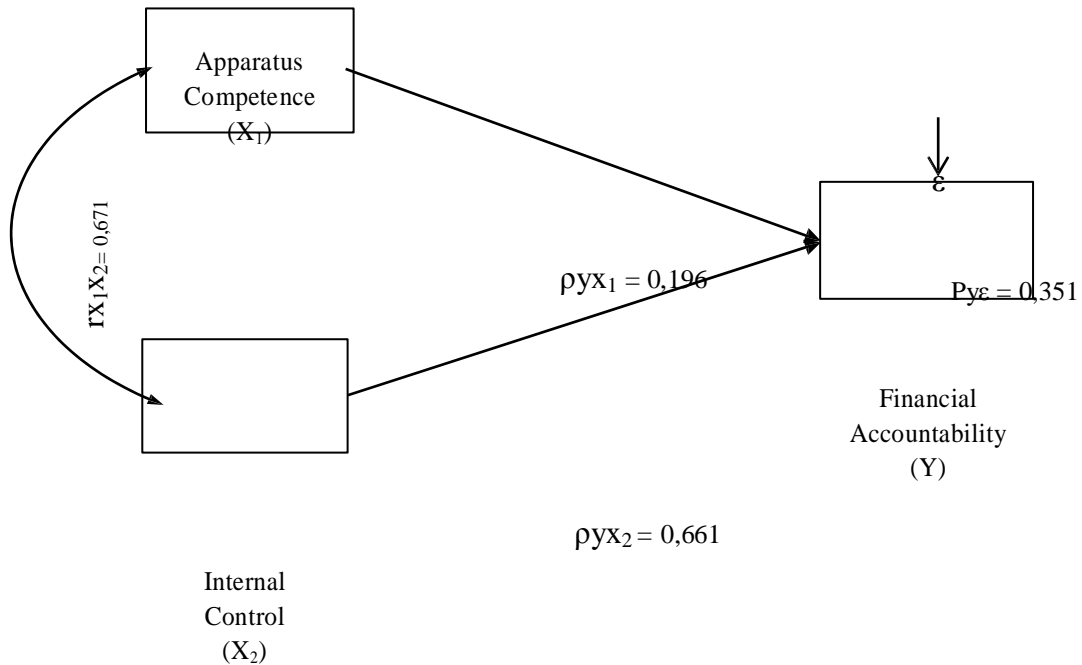 Apparatus
Competence
(X₁)
ε
rx₁x₂= 0,671
ρyx₁ = 0,196
Pyε = 0,351
Financial
Accountability
(Y)
ρyx₂ = 0,661
Internal
Control
(X₂)